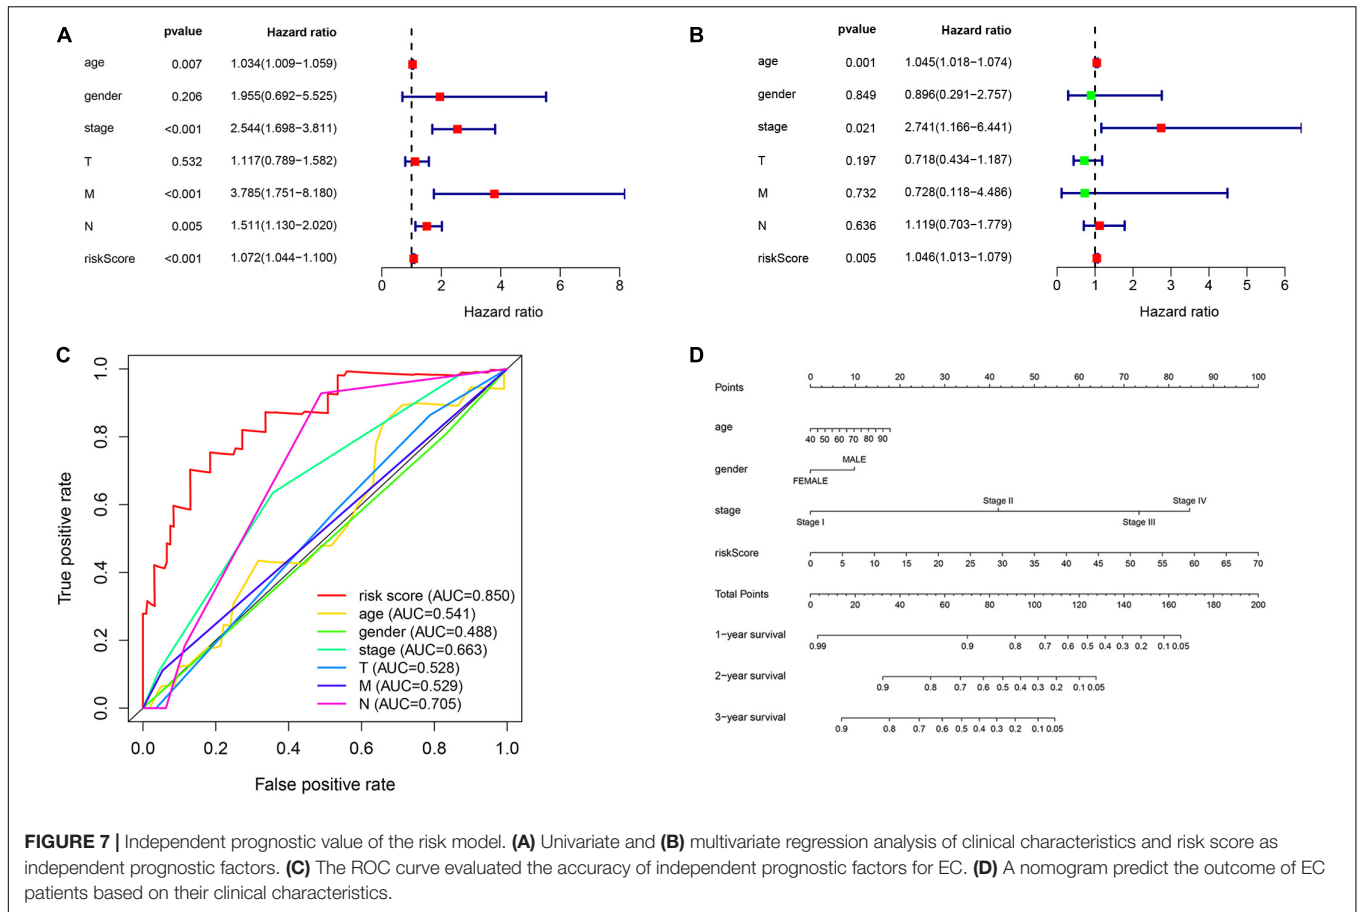 A
pvalue Hazard ratio
age 0.007 1.034(1.009−1.059)
gender 0.206 1.955(0.692−5.525)
stage <0.001 2.544(1.698−3.811)
T 0.532 1.117(0.789−1.582)
M <0.001 3.785(1.751−8.180)
N 0.005 1.511(1.130−2.020)
riskScore <0.001 1.072(1.044−1.100)
0 2 4 6 8
Hazard ratio
B
pvalue Hazard ratio
age 0.001 1.045(1.018−1.074)
gender 0.849 0.896(0.291−2.757)
stage 0.021 2.741(1.166−6.441)
T 0.197 0.718(0.434−1.187)
M 0.732 0.728(0.118−4.486)
N 0.636 1.119(0.703−1.779)
riskScore 0.005 1.046(1.013−1.079)
0 1 2 3 4 5 6
Hazard ratio
C
True positive rate
1.0
0.8
0.6
0.4
0.2
0.0
risk score (AUC=0.850)
age (AUC=0.541)
gender (AUC=0.488)
stage (AUC=0.663)
T (AUC=0.528)
M (AUC=0.529)
N (AUC=0.705)
0.0 0.2 0.4 0.6 0.8 1.0
False positive rate
D
Points 0 10 20 30 40 50 60 70 80 90 100
age
40 50 60 70 80 90
gender
MALE
FEMALE
stage
Stage II Stage IV
Stage I Stage III
riskScore
0 5 10 15 20 25 30 35 40 45 50 55 60 65 70
Total Points
0 20 40 60 80 100 120 140 160 180 200
1−year survival
0.99 0.9 0.8 0.7 0.6 0.5 0.4 0.3 0.2 0.1 0.05
2−year survival
0.9 0.8 0.7 0.6 0.5 0.4 0.3 0.2 0.1 0.05
3−year survival
0.9 0.8 0.7 0.6 0.5 0.4 0.3 0.2 0.1 0.05
FIGURE 7 | Independent prognostic value of the risk model. (A) Univariate and (B) multivariate regression analysis of clinical characteristics and risk score as
independent prognostic factors. (C) The ROC curve evaluated the accuracy of independent prognostic factors for EC. (D) A nomogram predict the outcome of EC
patients based on their clinical characteristics.